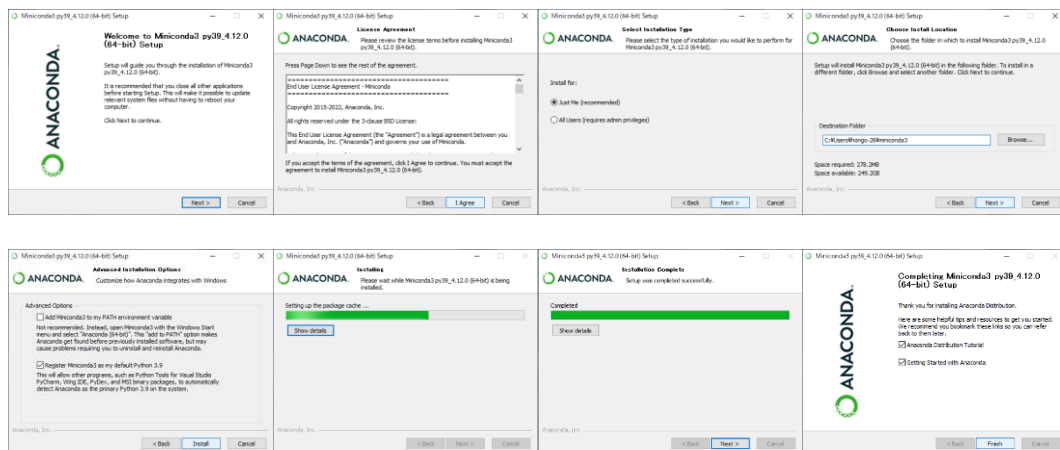 Miniconda3 py39_4.12.0 (64-bit) Setup
Welcome to Miniconda3 py39_4.12.0
(64-bit) Setup
Setup will guide you through the installation of Miniconda3
py39_4.12.0 (64-bit).
It is recommended that you close all other applications
before starting Setup. This will make it possible to update
relevant system files without having to reboot your
computer.
Click Next to continue.
ANACONDA.
Next >
Cancel
Miniconda3 py39_4.12.0 (64-bit) Setup
ANACONDA.
License Agreement
Please review the license terms before installing Miniconda3
py39_4.12.0 (64-bit).
Press Page Down to see the rest of the agreement.
======================================
End User License Agreement - Miniconda
======================================
Copyright 2015-2022, Anaconda, Inc.
All rights reserved under the 3-clause BSD License:
This End User License Agreement (the "Agreement") is a legal agreement between you
and Anaconda, Inc. ("Anaconda") and governs your use of Miniconda.
If you accept the terms of the agreement, click I Agree to continue. You must accept the
agreement to install Miniconda3 py39_4.12.0 (64-bit).
Anaconda, Inc.
< Back
I Agree
Cancel
Miniconda3 py39_4.12.0 (64-bit) Setup
ANACONDA.
Select Installation Type
Please select the type of installation you would like to perform for
Miniconda3 py39_4.12.0 (64-bit).
Install for:
Just Me (recommended)
All Users (requires admin privileges)
Anaconda, Inc.
< Back
Next >
Cancel
Miniconda3 py39_4.12.0 (64-bit) Setup
ANACONDA.
Choose Install Location
Choose the folder in which to install Miniconda3 py39_4.12.0
(64-bit).
Setup will install Miniconda3 py39_4.12.0 (64-bit) in the following folder. To install in a
different folder, click Browse and select another folder. Click Next to continue.
Destination Folder
C:¥Users¥hongo-28¥miniconda3
Browse...
Space required: 278.2MB
Space available: 249.2GB
Anaconda, Inc.
< Back
Next >
Cancel
Miniconda3 py39_4.12.0 (64-bit) Setup
ANACONDA.
Advanced Installation Options
Customize how Anaconda integrates with Windows
Advanced Options
Add Miniconda3 to my PATH environment variable
Not recommended. Instead, open Miniconda3 with the Windows Start
menu and select "Anaconda (64-bit)". This "add to PATH" option makes
Anaconda get found before previously installed software, but may
cause problems requiring you to uninstall and reinstall Anaconda.
Register Miniconda3 as my default Python 3.9
This will allow other programs, such as Python Tools for Visual Studio
PyCharm, Wing IDE, PyDev, and MSI binary packages, to automatically
detect Anaconda as the primary Python 3.9 on the system.
Anaconda, Inc.
< Back
Install
Cancel
Miniconda3 py39_4.12.0 (64-bit) Setup
ANACONDA.
Installing
Please wait while Miniconda3 py39_4.12.0 (64-bit) is being
installed.
Setting up the package cache ...
Show details
Anaconda, Inc.
< Back
Next >
Cancel
Miniconda3 py39_4.12.0 (64-bit) Setup
ANACONDA.
Installation Complete
Setup was completed successfully.
Completed
Show details
Anaconda, Inc.
< Back
Next >
Cancel
Miniconda3 py39_4.12.0 (64-bit) Setup
Completing Miniconda3 py39_4.12.0
(64-bit) Setup
Thank you for installing Anaconda Distribution.
Here are some helpful tips and resources to get you started.
We recommend you bookmark these links so you can refer
back to them later.
Anaconda Distribution Tutorial
Getting Started with Anaconda
ANACONDA.
< Back
Finish
Cancel